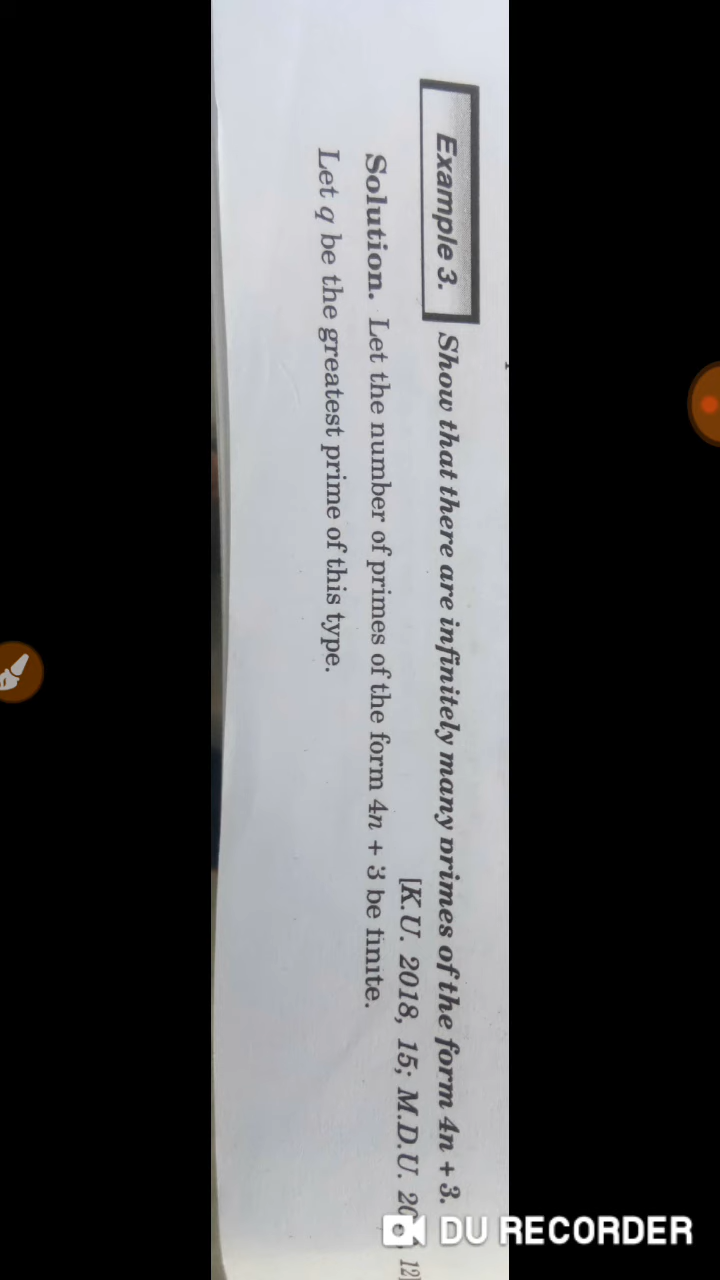 Example 3. Show that there are infinitely many primes of the form 4n + 3.
[K.U. 2018, 15; M.D.U. 12]
Solution. Let the number of primes of the form 4n + 3 be finite.
Let q be the greatest prime of this type.
DU RECORDER